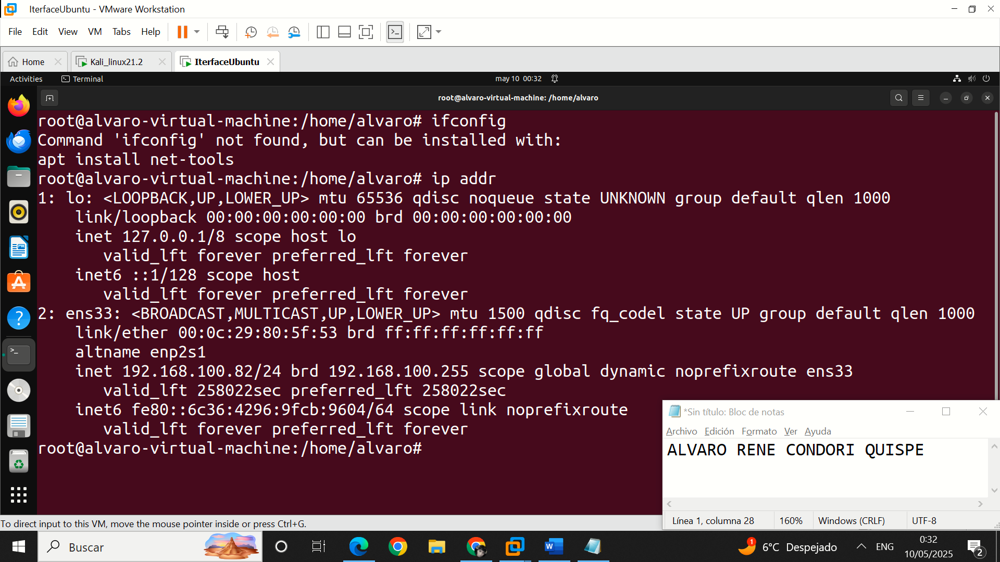 IterfaceUbuntu - VMware Workstation
File Edit View VM Tabs Help
Home Kali_linux21.2 IterfaceUbuntu
Activities Terminal may 10 00:32
root@alvaro-virtual-machine: /home/alvaro
root@alvaro-virtual-machine:/home/alvaro# ifconfig
Command 'ifconfig' not found, but can be installed with:
apt install net-tools
root@alvaro-virtual-machine:/home/alvaro# ip addr
1: lo: <LOOPBACK,UP,LOWER_UP> mtu 65536 qdisc noqueue state UNKNOWN group default qlen 1000
link/loopback 00:00:00:00:00:00 brd 00:00:00:00:00:00
inet 127.0.0.1/8 scope host lo
valid_lft forever preferred_lft forever
inet6 ::1/128 scope host
valid_lft forever preferred_lft forever
2: ens33: <BROADCAST,MULTICAST,UP,LOWER_UP> mtu 1500 qdisc fq_codel state UP group default qlen 1000
link/ether 00:0c:29:80:5f:53 brd ff:ff:ff:ff:ff:ff
altname enp2s1
inet 192.168.100.82/24 brd 192.168.100.255 scope global dynamic noprefixroute ens33
valid_lft 258022sec preferred_lft 258022sec
inet6 fe80::6c36:4296:9fcb:9604/64 scope link noprefixroute
valid_lft forever preferred_lft forever
root@alvaro-virtual-machine:/home/alvaro#
*Sin título: Bloc de notas
Archivo Edición Formato Ver Ayuda
ALVARO RENE CONDORI QUISPE
Línea 1, columna 28 160% Windows (CRLF) UTF-8
To direct input to this VM, move the mouse pointer inside or press Ctrl+G.
Buscar
1 6°C Despejado ENG
0:32
10/05/2025
2